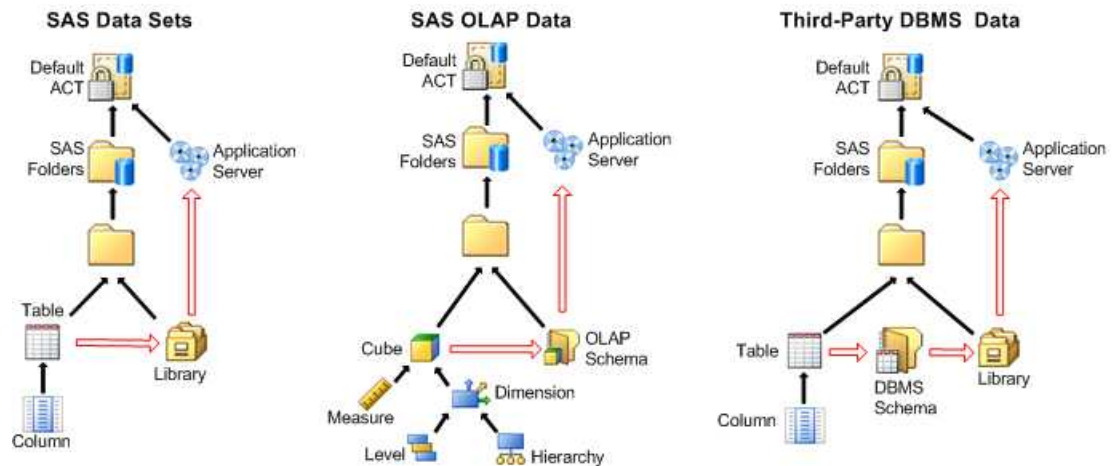 SAS Data Sets
Default
ACT
SAS
Folders
Application
Server
Table
Library
Column
SAS OLAP Data
Default
ACT
SAS
Folders
Application
Server
Cube
OLAP
Schema
Measure
Dimension
Level
Hierarchy
Third-Party DBMS Data
Default
ACT
SAS
Folders
Application
Server
Table
DBMS
Schema
Library
Column